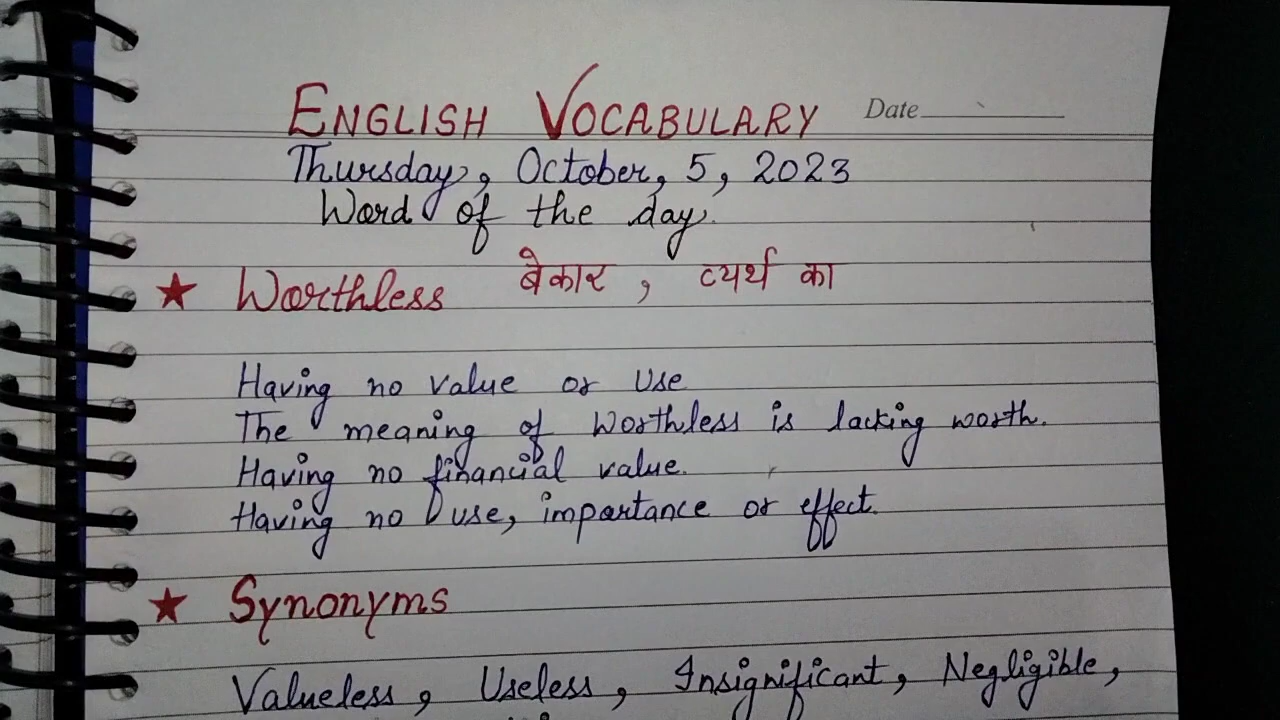 ENGLISH VOCABULARY Date
Thursday, October, 5, 2023
Word of the day.
★ Worthless बेकार, व्यर्थ का
Having no value or use
The meaning of worthless is lacking worth.
Having no financial value.
Having no use, importance or effect.
★ Synonyms
Valueless, Useless, Insignificant, Negligible,